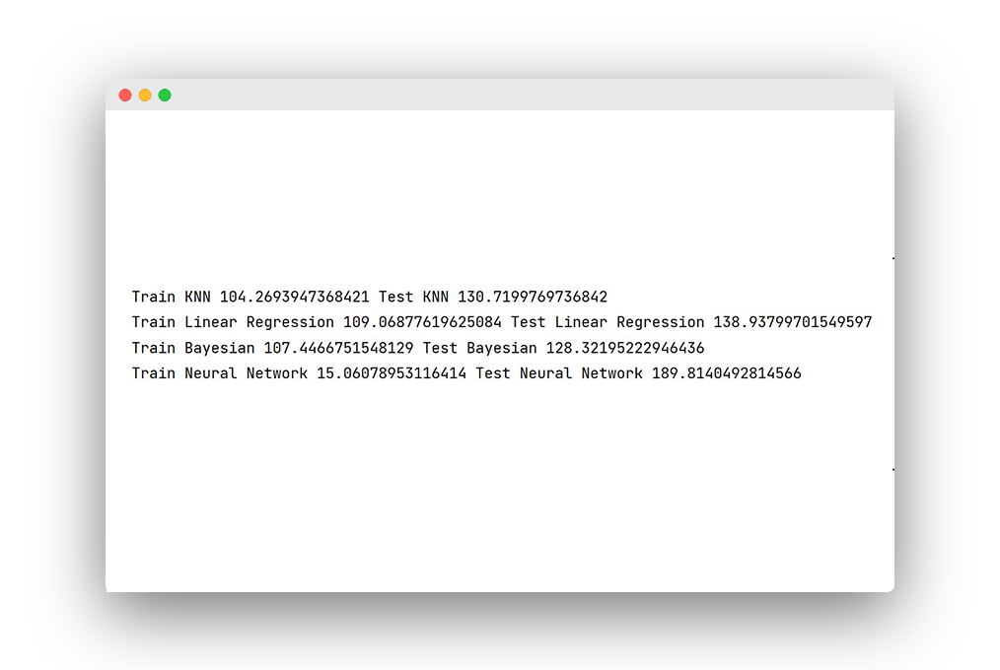 Train KNN 104.2693947368421 Test KNN 130.7199769736842
Train Linear Regression 109.06877619625084 Test Linear Regression 138.93799701549597
Train Bayesian 107.4466751548129 Test Bayesian 128.32195222946436
Train Neural Network 15.06078953116414 Test Neural Network 189.8140492814566